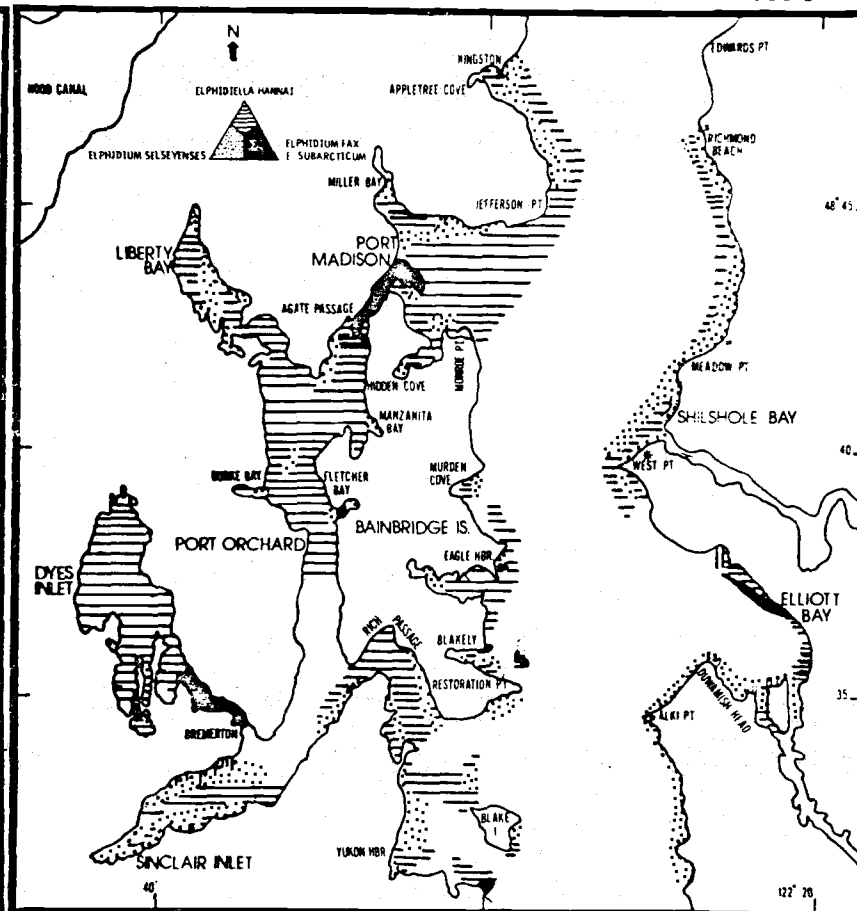 N
HOOD CANAL
ELPHIDIELLA HANNAI
ELPHIDIUM SELSEYENSES
ELPHIDIUM FAX
E SUBARCTICUM
KINGSTON
APPLETREE COVE
EDWARDS PT
RICHMOND
BEACH
MILLER BAY
JEFFERSON PT
48° 45
LIBERTY
BAY
PORT
MADISON
AGATE PASSAGE
HIDDEN COVE
MONROE PT
MEADOW PT
MANZANITA
BAY
SHILSHOLE BAY
40
WEST PT
BURKE BAY
FLETCHER
BAY
MURDEN
COVE
PORT ORCHARD
BAINBRIDGE IS.
EAGLE HBR
DYES
INLET
ELLIOTT
BAY
RICH PASSAGE
BLAKELY
RESTORATION PT
DUWAMISH HEAD
ALKI PT
35
BREMERTON
BLAKE
I
YUKON HBR
SINCLAIR INLET
40'
122° 20